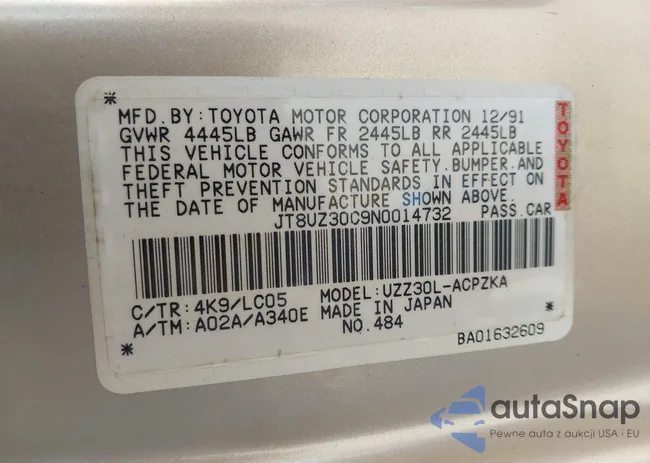 MFD.BY:TOYOTA MOTOR CORPORATION 12/91
GVWR 4445LB GAWR FR 2445LB RR 2445LB
THIS VEHICLE CONFORMS TO ALL APPLICABLE
FEDERAL MOTOR VEHICLE SAFETY.BUMPER.AND
THEFT PREVENTION STANDARDS IN EFFECT ON
THE DATE OF MANUFACTURE SHOWN ABOVE.
JT8UZ30C9N0014732 PASS.CAR
TOYOTA
C/TR: 4K9/LC05 MODEL: UZZ30L-ACPZKA
A/TM: A02A/A340E MADE IN JAPAN
NO.484
BA01632609
autaSnap
Pewne auta z aukcji USA i EU